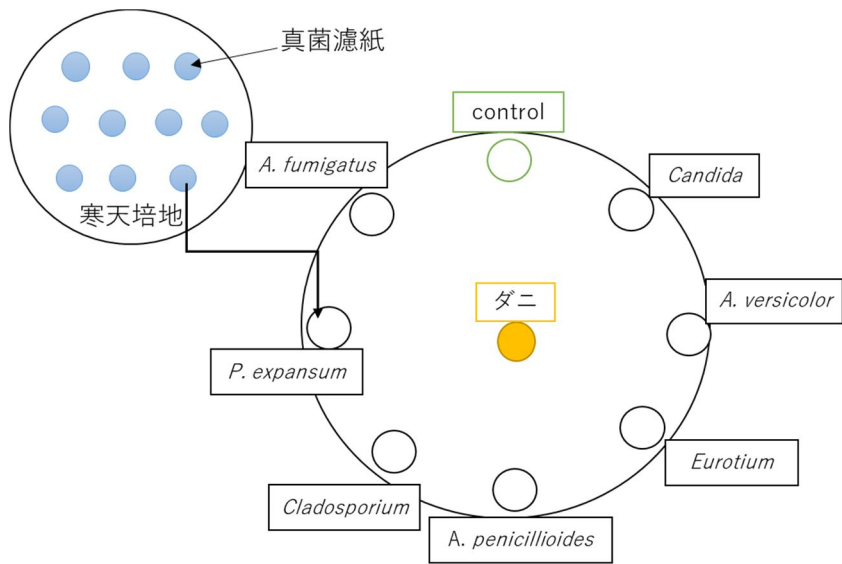 真菌濾紙
寒天培地
control
A. fumigatus
Candida
ダニ
A. versicolor
P. expansum
Eurotium
Cladosporium
A. penicillioides